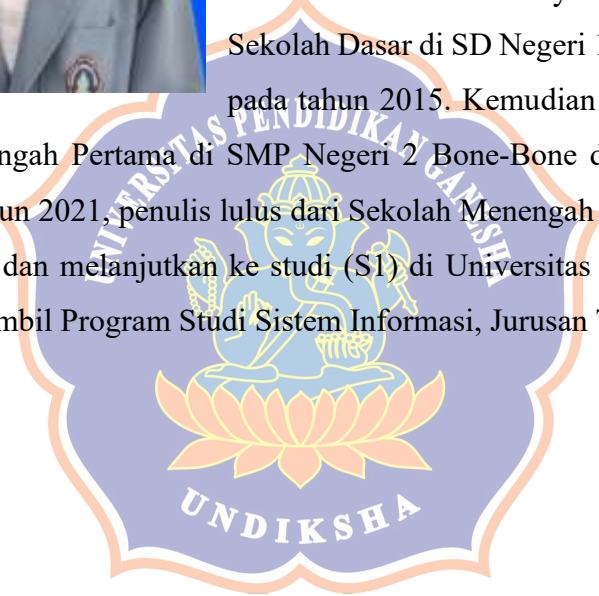 Sekolah Dasar di SD Negeri
pada tahun 2015. Kemudian
ngah Pertama di SMP Negeri 2 Bone-Bone d
un 2021, penulis lulus dari Sekolah Menengah
dan melanjutkan ke studi (S1) di Universitas
mbil Program Studi Sistem Informasi, Jurusan
UNIVERSITAS PENDIDIKAN GANESHA
UNDIKSHA